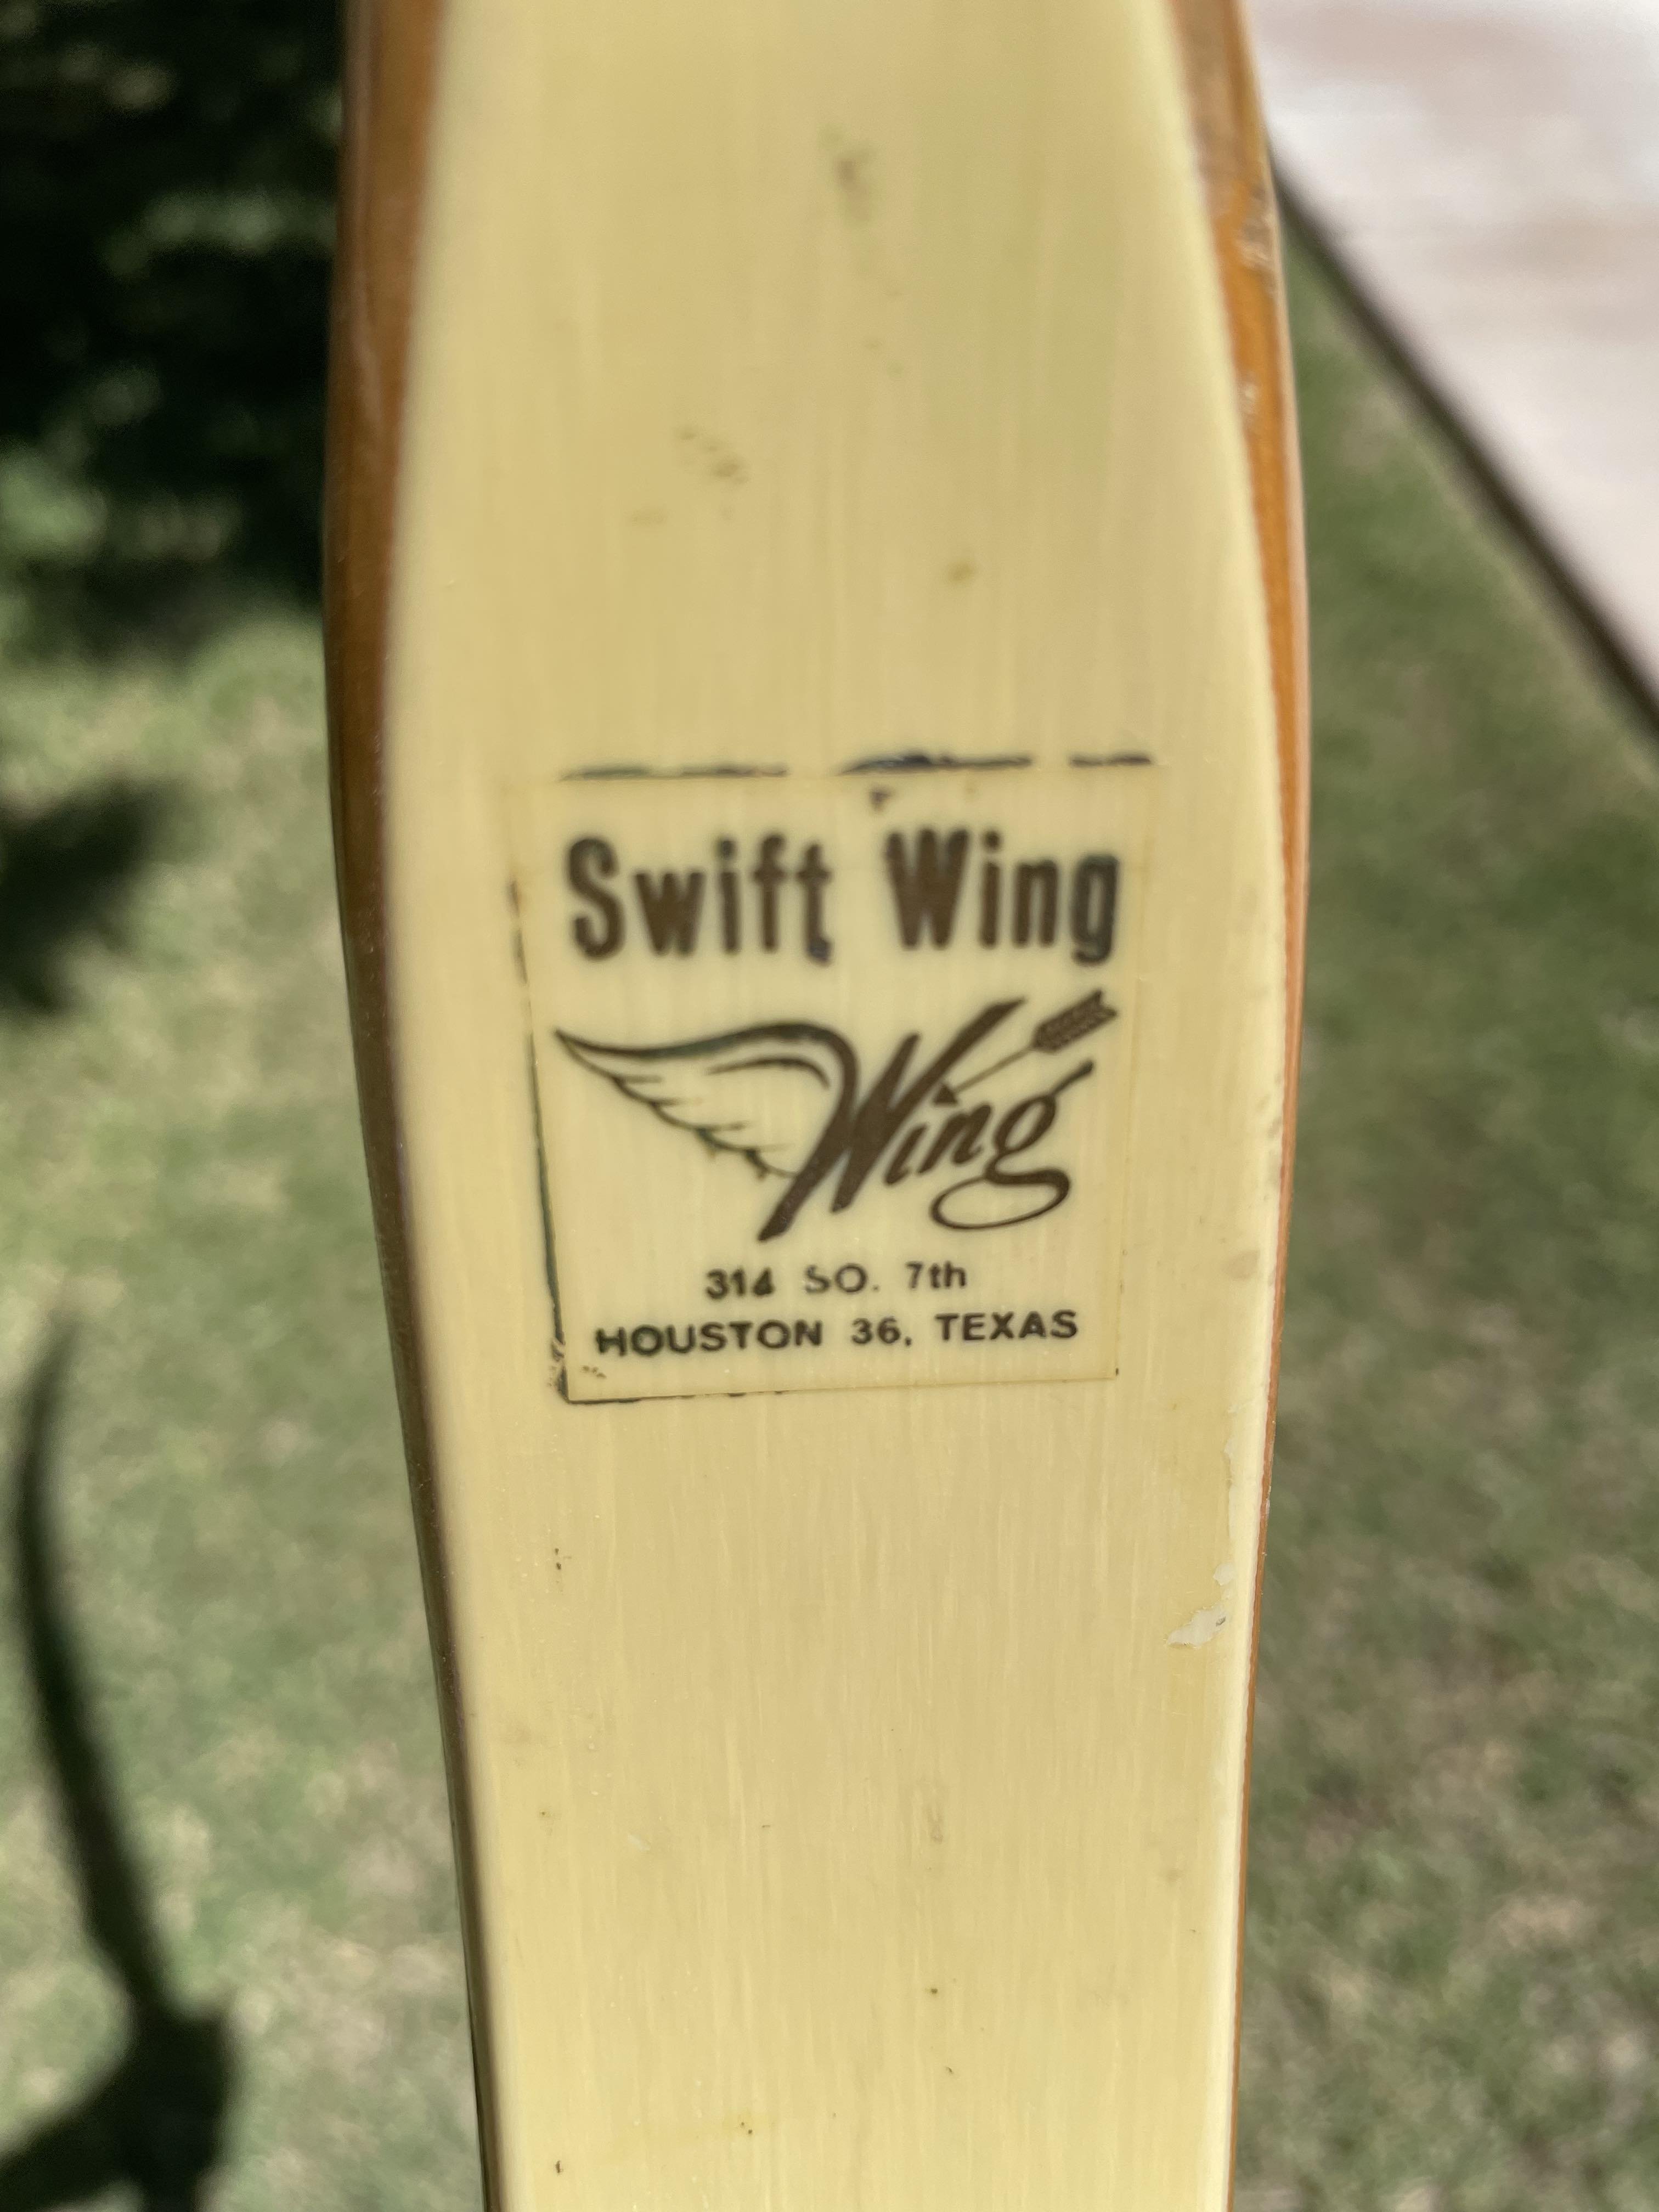 Swift Wing
Wing
314 SO. 7th
HOUSTON 36, TEXAS